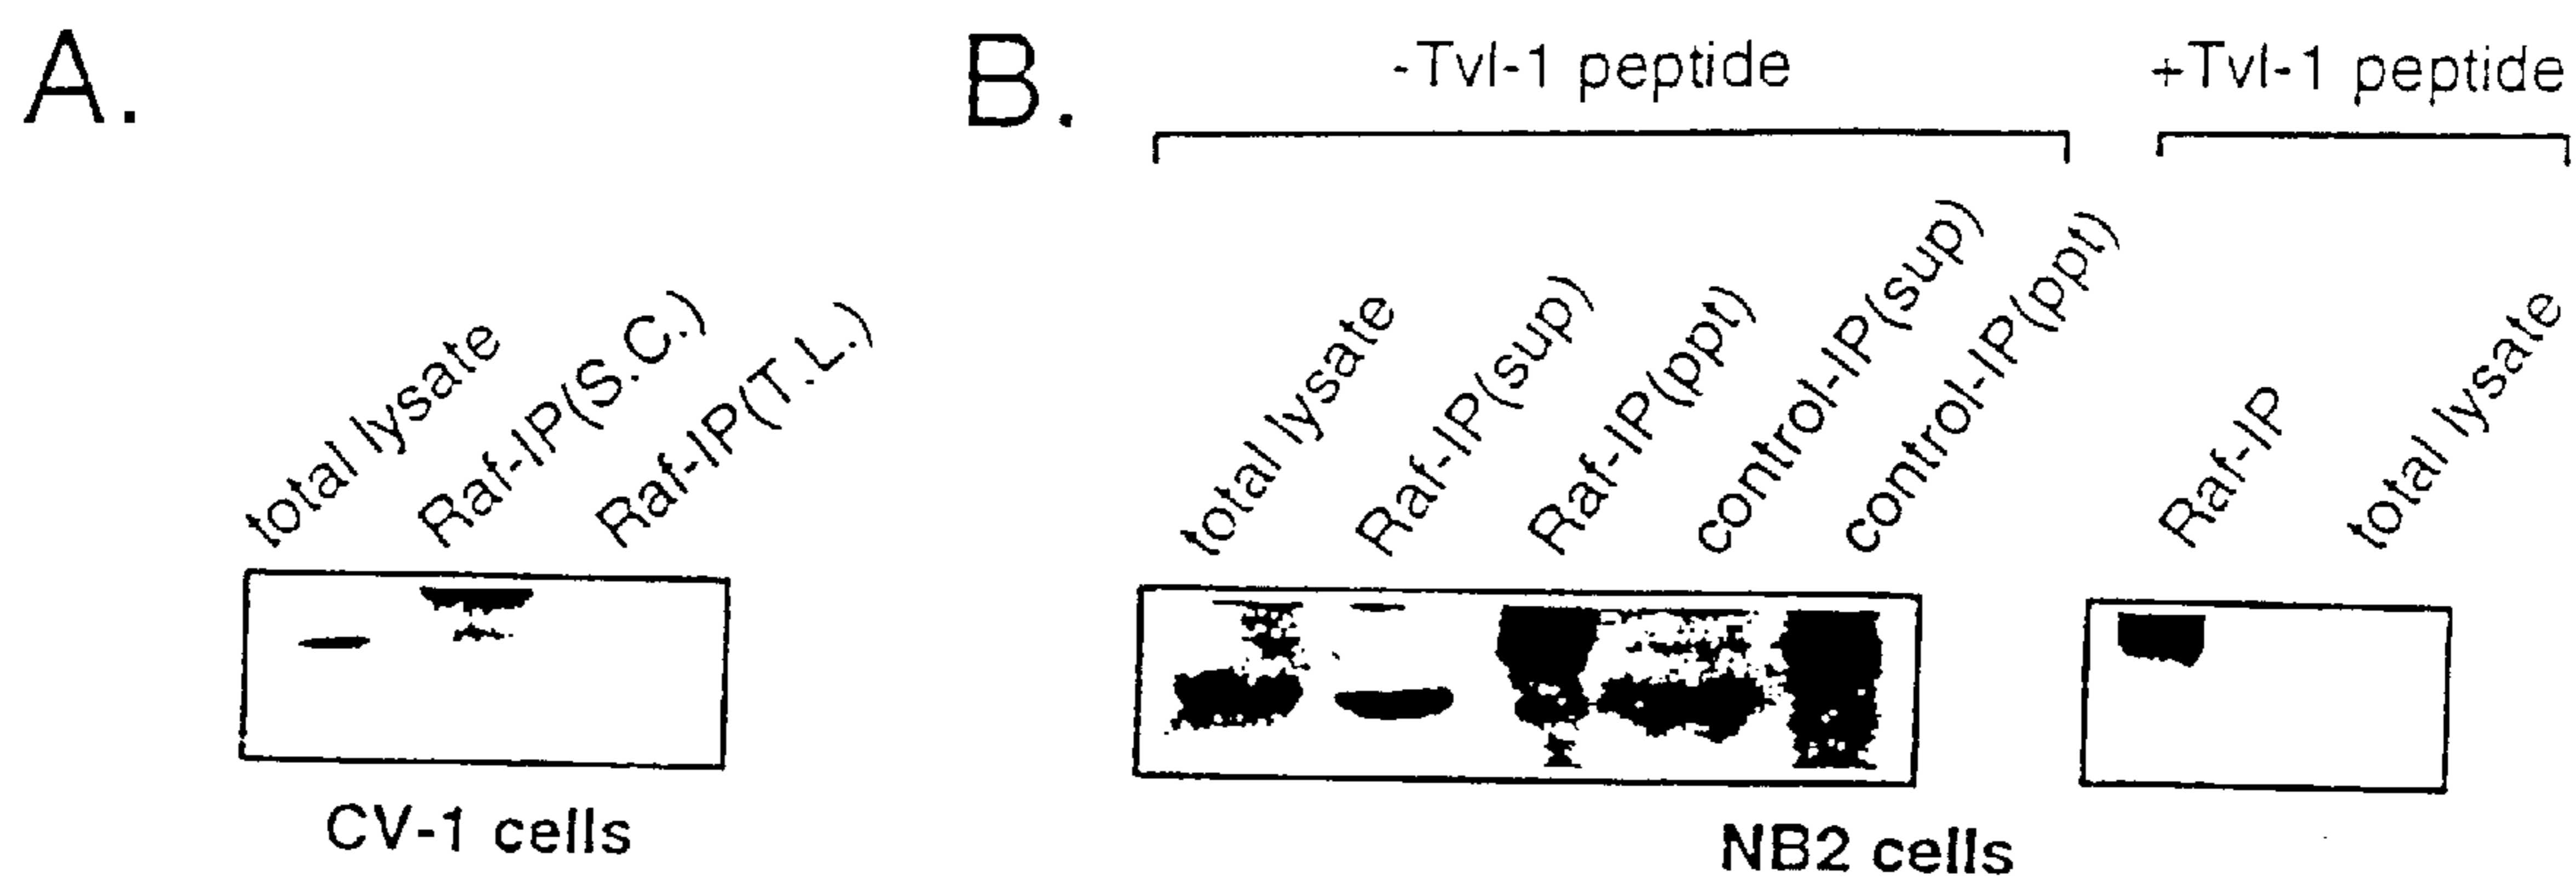 A.
total lysate
Raf-IP(S.C.)
Raf-IP(T.L.)
CV-1 cells
B.
-Tvl-1 peptide
+Tvl-1 peptide
total lysate
Raf-IP(sup)
Raf-IP(ppt)
control-IP(sup)
control-IP(ppt)
Raf-IP
total lysate
NB2 cells